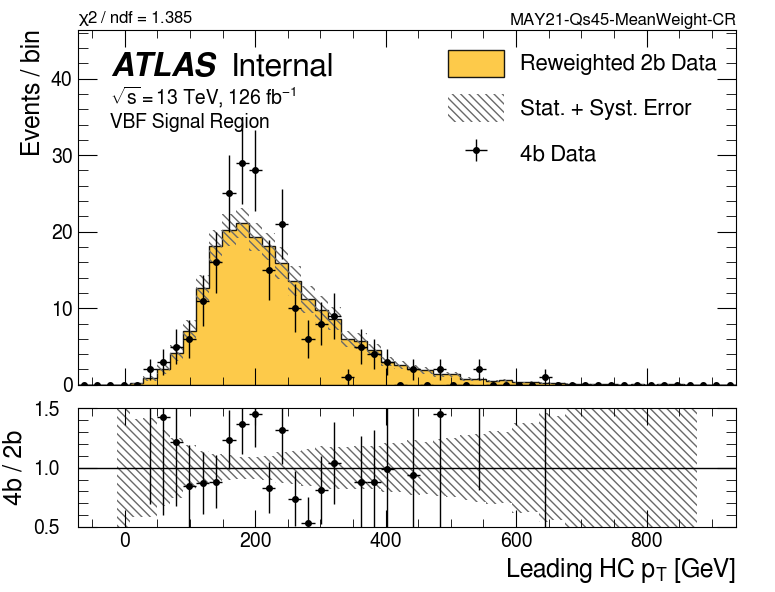 χ2 / ndf = 1.385
MAY21-Qs45-MeanWeight-CR
Events / bin
ATLAS Internal
√s = 13 TeV, 126 fb⁻¹
VBF Signal Region
Reweighted 2b Data
Stat. + Syst. Error
4b Data
40
30
20
10
0
4b / 2b
1.5
1.0
0.5
0 200 400 600 800
Leading HC pT [GeV]